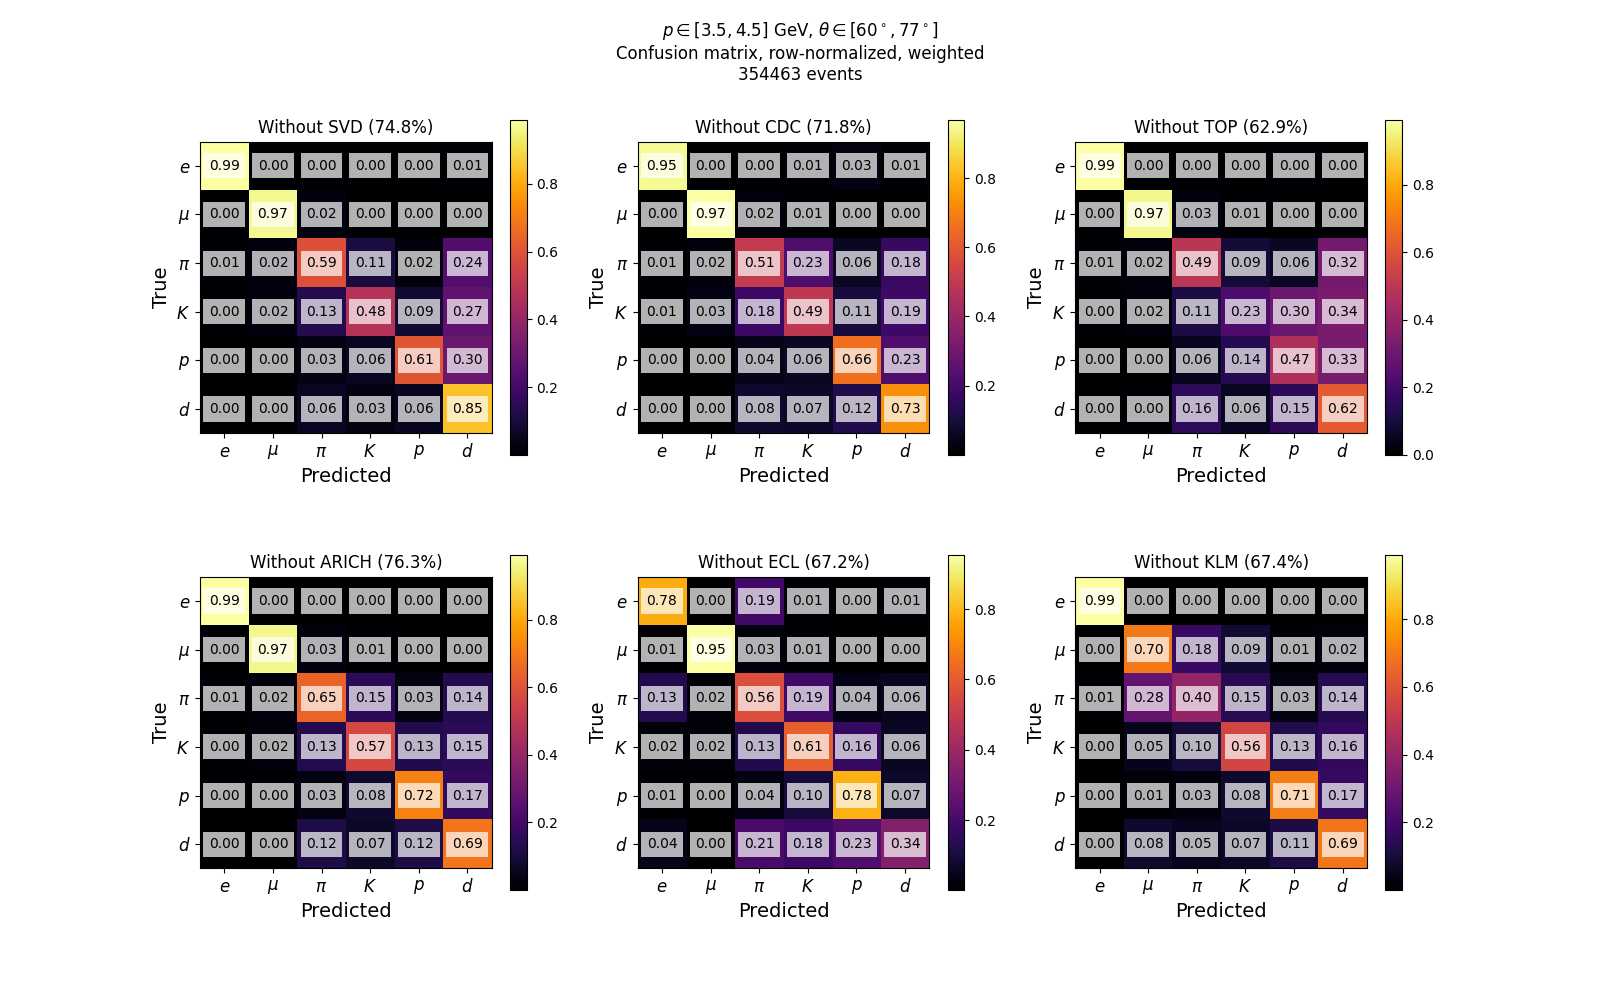 p ∈ [3.5, 4.5] GeV, θ ∈ [60°, 77°]
Confusion matrix, row-normalized, weighted
354463 events
Without SVD (74.8%)
True
e 0.99 0.00 0.00 0.00 0.00 0.01
μ 0.00 0.97 0.02 0.00 0.00 0.00
π 0.01 0.02 0.59 0.11 0.02 0.24
K 0.00 0.02 0.13 0.48 0.09 0.27
p 0.00 0.00 0.03 0.06 0.61 0.30
d 0.00 0.00 0.06 0.03 0.06 0.85
e μ π K p d
Predicted
0.8
0.6
0.4
0.2
Without CDC (71.8%)
True
e 0.95 0.00 0.00 0.01 0.03 0.01
μ 0.00 0.97 0.02 0.01 0.00 0.00
π 0.01 0.02 0.51 0.23 0.06 0.18
K 0.01 0.03 0.18 0.49 0.11 0.19
p 0.00 0.00 0.04 0.06 0.66 0.23
d 0.00 0.00 0.08 0.07 0.12 0.73
e μ π K p d
Predicted
0.8
0.6
0.4
0.2
Without TOP (62.9%)
True
e 0.99 0.00 0.00 0.00 0.00 0.00
μ 0.00 0.97 0.03 0.01 0.00 0.00
π 0.01 0.02 0.49 0.09 0.06 0.32
K 0.00 0.02 0.11 0.23 0.30 0.34
p 0.00 0.00 0.06 0.14 0.47 0.33
d 0.00 0.00 0.16 0.06 0.15 0.62
e μ π K p d
Predicted
0.8
0.6
0.4
0.2
0.0
Without ARICH (76.3%)
True
e 0.99 0.00 0.00 0.00 0.00 0.00
μ 0.00 0.97 0.03 0.01 0.00 0.00
π 0.01 0.02 0.65 0.15 0.03 0.14
K 0.00 0.02 0.13 0.57 0.13 0.15
p 0.00 0.00 0.03 0.08 0.72 0.17
d 0.00 0.00 0.12 0.07 0.12 0.69
e μ π K p d
Predicted
0.8
0.6
0.4
0.2
Without ECL (67.2%)
True
e 0.78 0.00 0.19 0.01 0.00 0.01
μ 0.01 0.95 0.03 0.01 0.00 0.00
π 0.13 0.02 0.56 0.19 0.04 0.06
K 0.02 0.02 0.13 0.61 0.16 0.06
p 0.01 0.00 0.04 0.10 0.78 0.07
d 0.04 0.00 0.21 0.18 0.23 0.34
e μ π K p d
Predicted
0.8
0.6
0.4
0.2
Without KLM (67.4%)
True
e 0.99 0.00 0.00 0.00 0.00 0.00
μ 0.00 0.70 0.18 0.09 0.01 0.02
π 0.01 0.28 0.40 0.15 0.03 0.14
K 0.00 0.05 0.10 0.56 0.13 0.16
p 0.00 0.01 0.03 0.08 0.71 0.17
d 0.00 0.08 0.05 0.07 0.11 0.69
e μ π K p d
Predicted
0.8
0.6
0.4
0.2